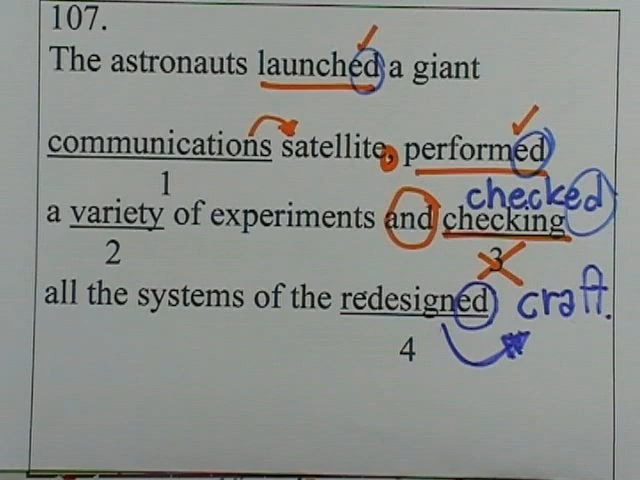 107.
The astronauts launched a giant
communications satellite, performed
1
checked
a variety of experiments and checking
2 3
all the systems of the redesigned craft.
4